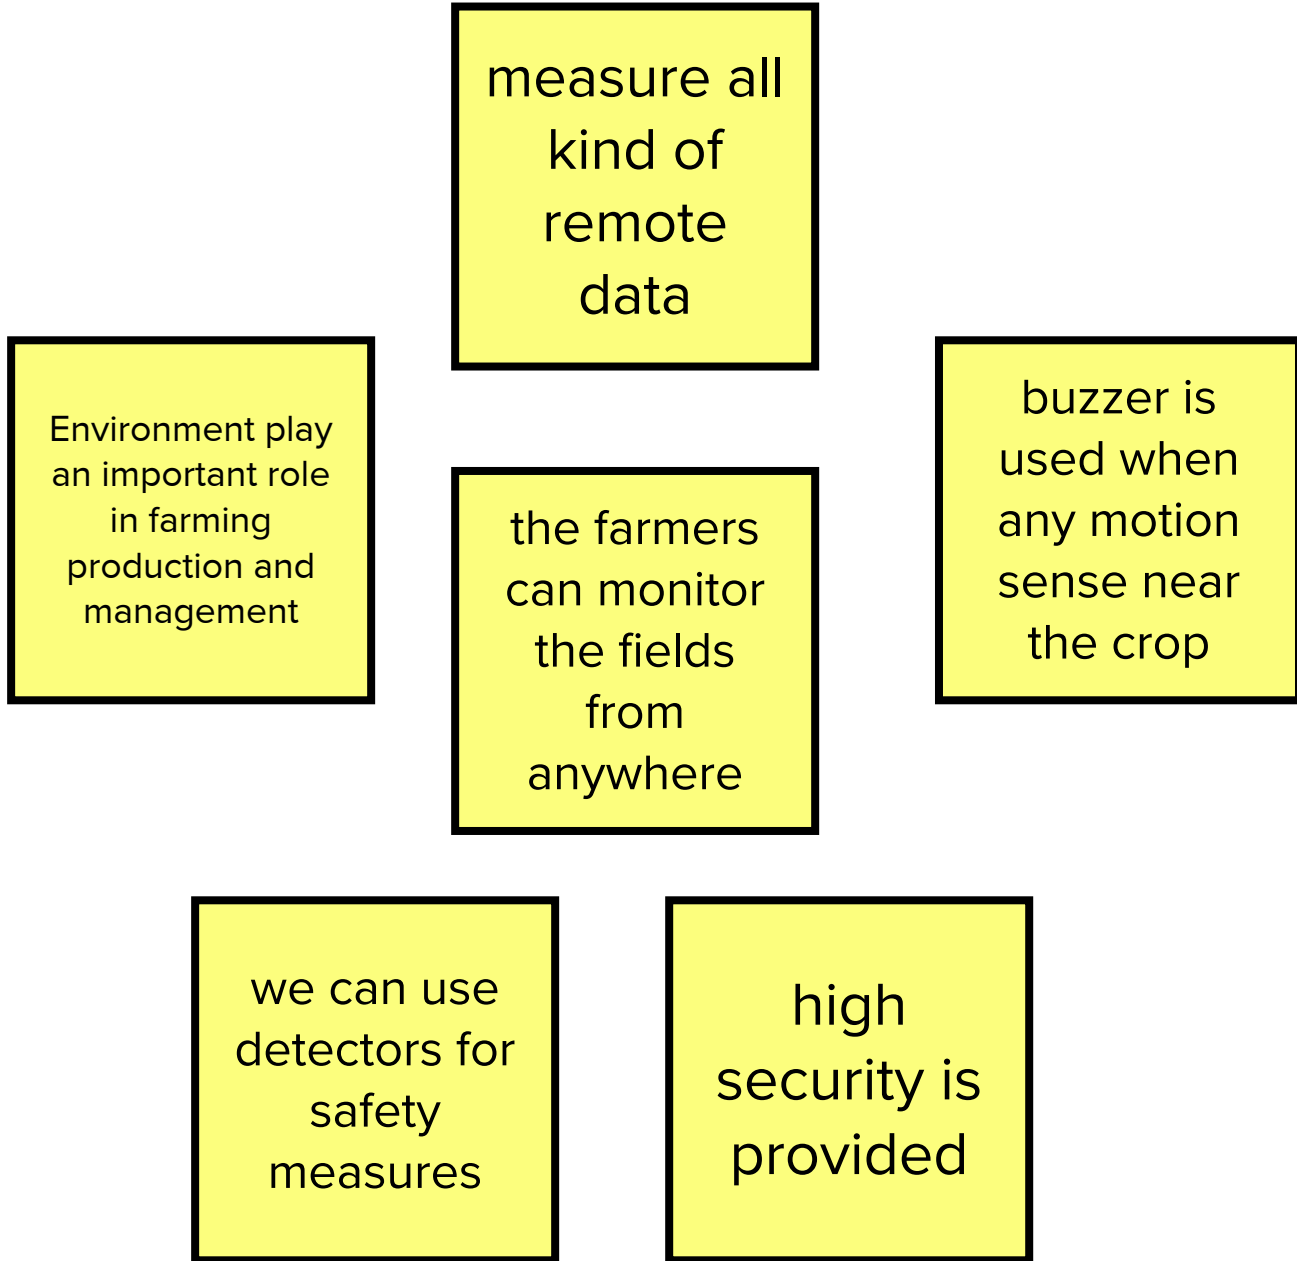 measure all
kind of
remote
data
Environment play
an important role
in farming
production and
management
the farmers
can monitor
the fields
from
anywhere
buzzer is
used when
any motion
sense near
the crop
we can use
detectors for
safety
measures
high
security is
provided